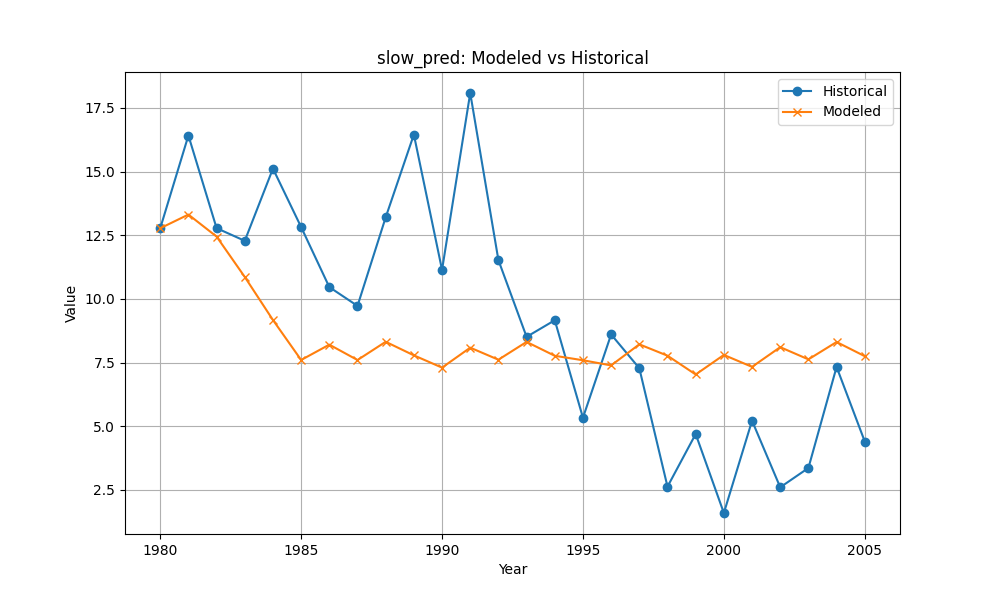 slow_pred: Modeled vs Historical
Historical
Modeled
Value
17.5
15.0
12.5
10.0
7.5
5.0
2.5
1980
1985
1990
1995
2000
2005
Year